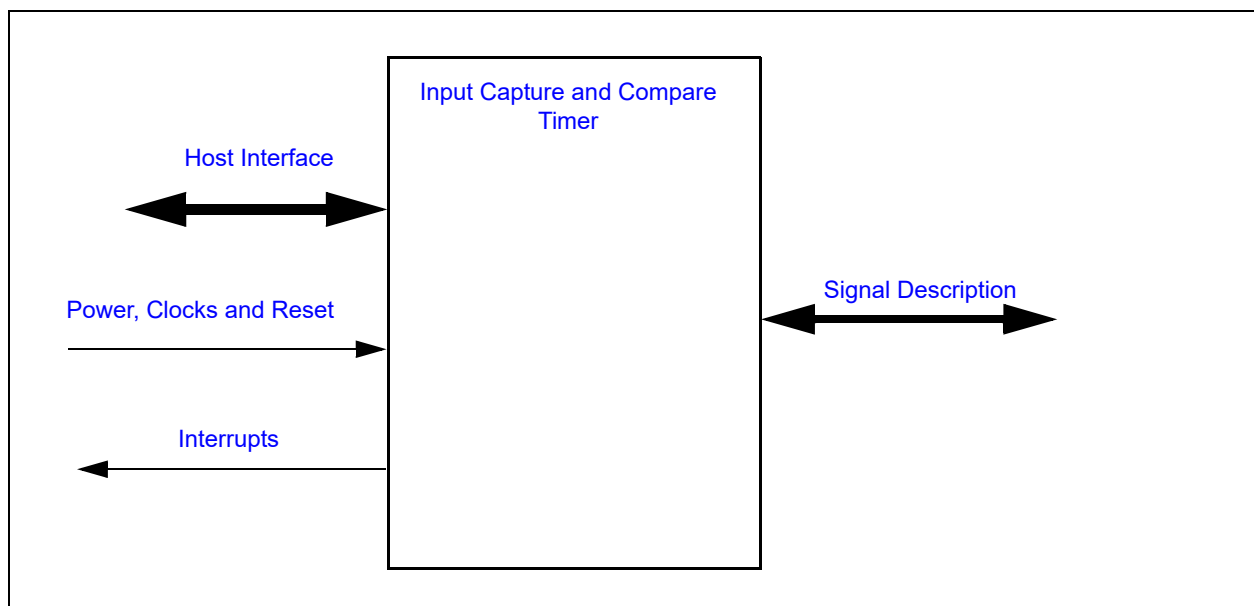 Input Capture and Compare
Timer
Host Interface
Signal Description
Power, Clocks and Reset
Interrupts